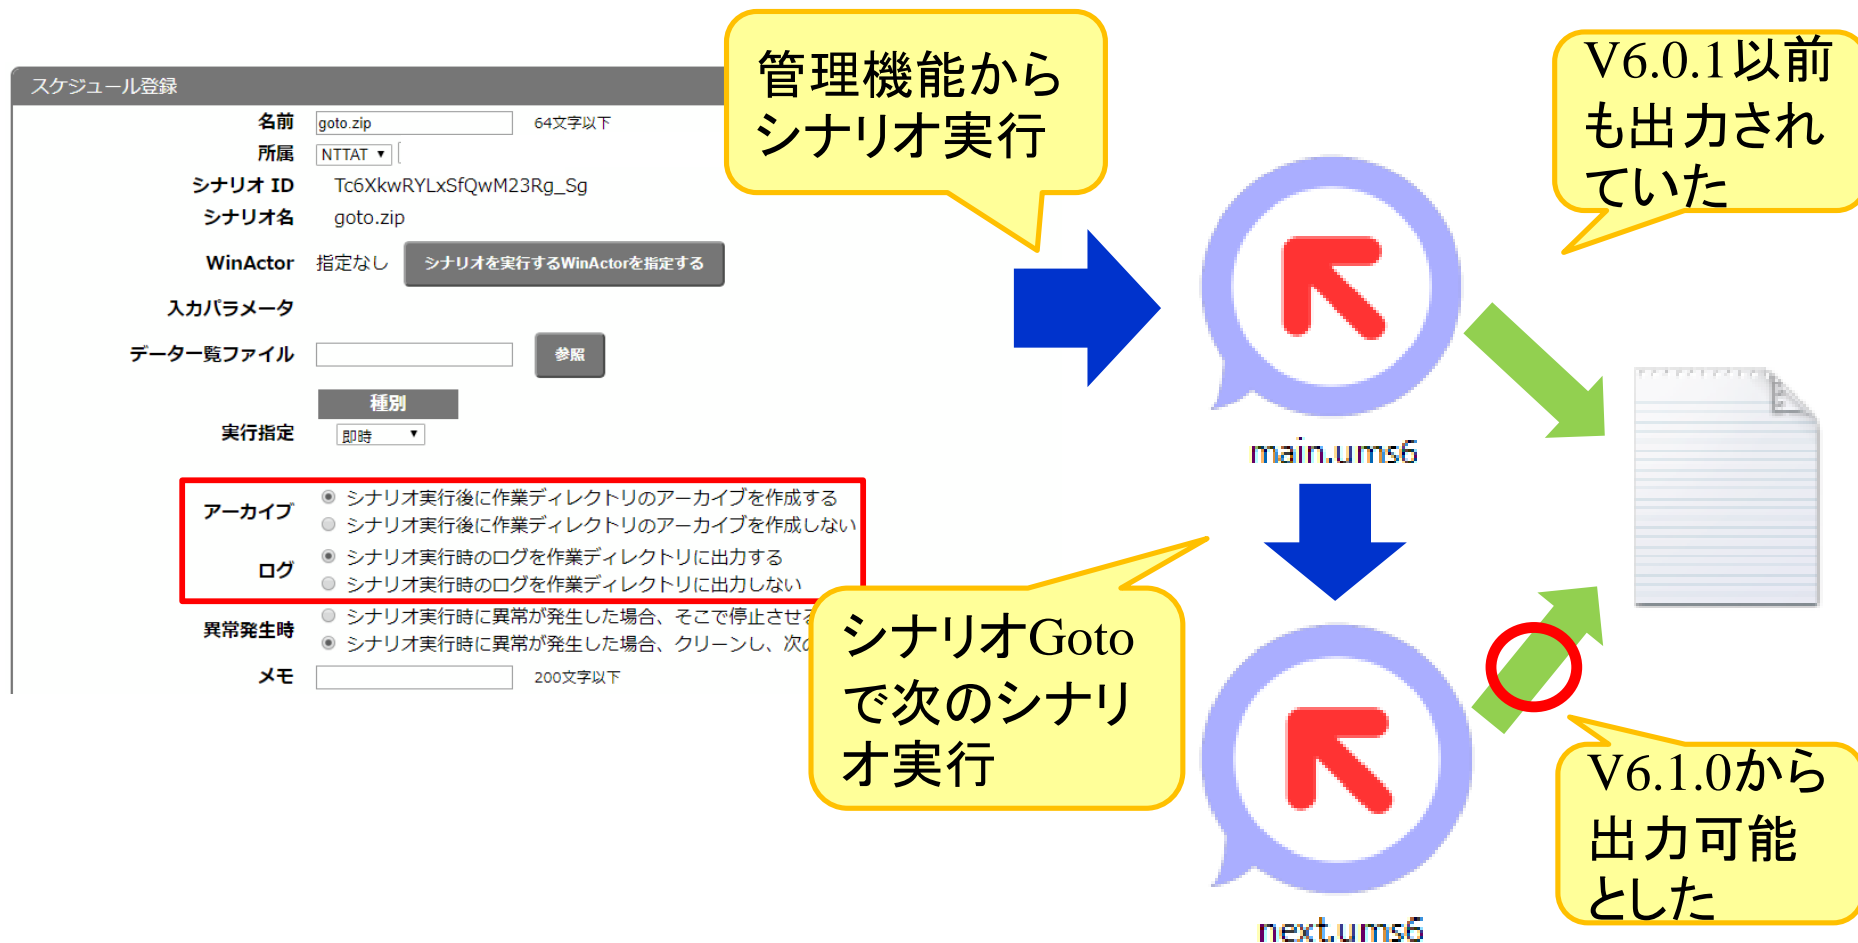 スケジュール登録
名前 goto.zip 64文字以下
所属 NTTAT
シナリオ ID Tc6XkwRYLxSfQwM23Rg_Sg
シナリオ名 goto.zip
WinActor 指定なし シナリオを実行するWinActorを指定する
入力パラメータ
データ一覧ファイル 参照
種別
実行指定 即時
アーカイブ シナリオ実行後に作業ディレクトリのアーカイブを作成する
シナリオ実行後に作業ディレクトリのアーカイブを作成しない
ログ シナリオ実行時のログを作業ディレクトリに出力する
シナリオ実行時のログを作業ディレクトリに出力しない
異常発生時 シナリオ実行時に異常が発生した場合、そこで停止させ
シナリオ実行時に異常が発生した場合、クリーンし、次
メモ 200文字以下
管理機能から
シナリオ実行
V6.0.1以前
も出力され
ていた
main.ums6
シナリオGoto
で次のシナリ
オ実行
V6.1.0から
出力可能
とした
next.ums6